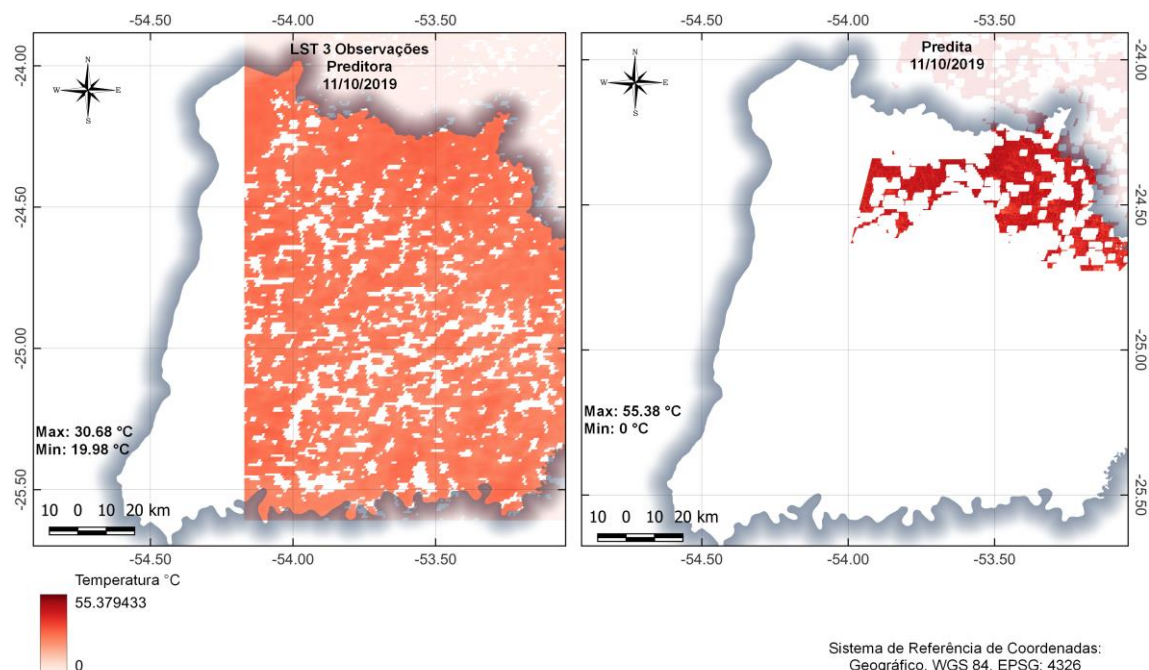 -54.50 -54.00 -53.50
-54.50 -54.00 -53.50
LST 3 Observações
Preditora
11/10/2019
N
W E
S
-24.00
-24.50
-25.00
-25.50
Max: 30.68 °C
Min: 19.98 °C
10 0 10 20 km
-54.50 -54.00 -53.50
Predita
11/10/2019
N
W E
S
-24.00
-24.50
-25.00
-25.50
Max: 55.38 °C
Min: 0 °C
10 0 10 20 km
-54.50 -54.00 -53.50
Temperatura °C
55.379433
0
Sistema de Referência de Coordenadas:
Geográfico, WGS 84, EPSG: 4326